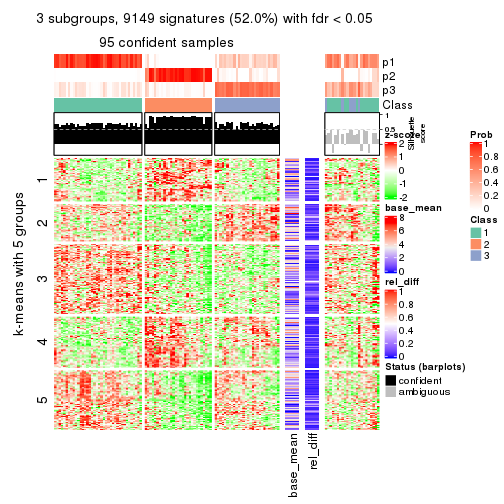 3 subgroups, 9149 signatures (52.0%) with fdr < 0.05
95 confident samples
p1
p2
p3
Class
1
0.5
0
Silhouette
score
k-means with 5 groups
1
2
3
4
5
base_mean
rel_diff
z-score
2
1
0
-1
-2
base_mean
8
6
4
2
0
rel_diff
1
0.8
0.6
0.4
0.2
0
Status (barplots)
confident
ambiguous
Prob
1
0.8
0.6
0.4
0.2
0
Class
1
2
3